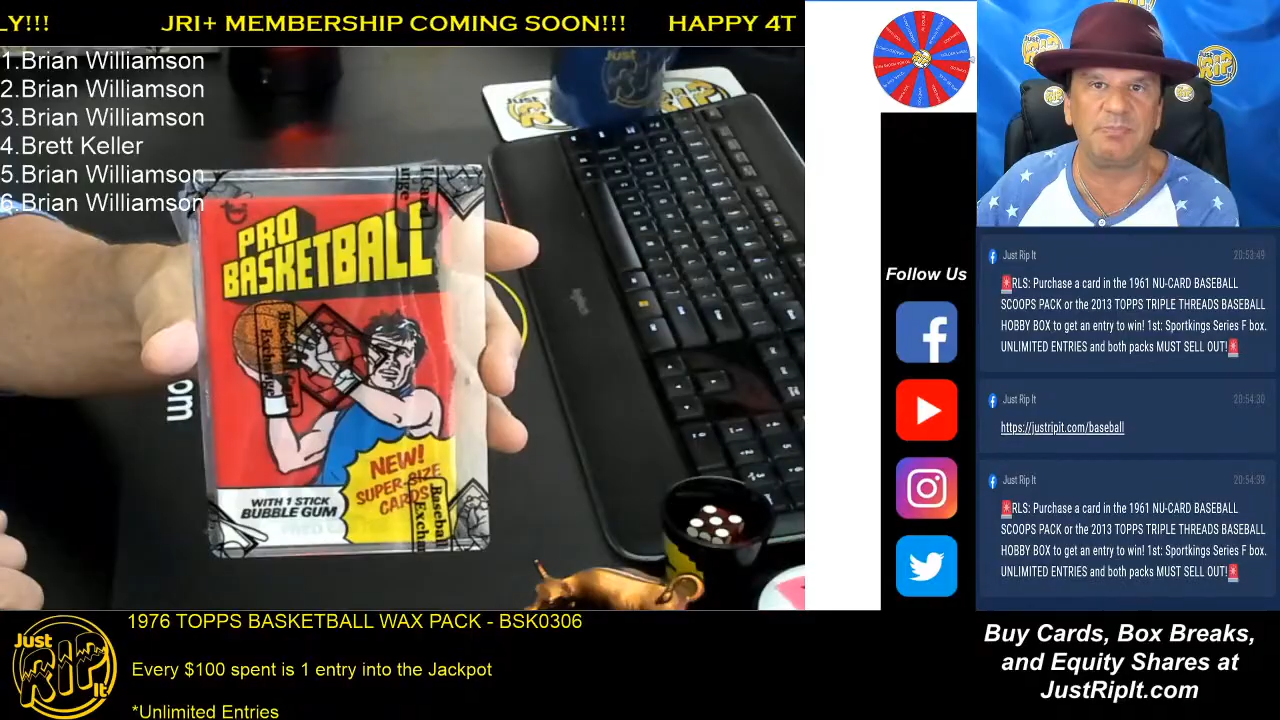 LY!!! JRI+ MEMBERSHIP COMING SOON!!! HAPPY 4T
1.Brian Williamson
2.Brian Williamson
3.Brian Williamson
4.Brett Keller
5.Brian Williamson
6.Brian Williamson
PRO
BASKETBALL
NEW!
SUPER-SIZE
CARDS
WITH 1 STICK
BUBBLE GUM
Baseball Card
Exchange
Baseball
Just
RIP
Follow Us
Just Rip It 20:53:49
RLS: Purchase a card in the 1961 NU-CARD BASEBALL
SCOOPS PACK or the 2013 TOPPS TRIPLE THREADS BASEBALL
HOBBY BOX to get an entry to win! 1st: Sportkings Series F box.
UNLIMITED ENTRIES and both packs MUST SELL OUT!
Just Rip It 20:54:30
https://justripit.com/baseball
Just Rip It 20:54:39
RLS: Purchase a card in the 1961 NU-CARD BASEBALL
SCOOPS PACK or the 2013 TOPPS TRIPLE THREADS BASEBALL
HOBBY BOX to get an entry to win! 1st: Sportkings Series F box.
UNLIMITED ENTRIES and both packs MUST SELL OUT!
Just
RIP
It
1976 TOPPS BASKETBALL WAX PACK - BSK0306
Every $100 spent is 1 entry into the Jackpot
*Unlimited Entries
Buy Cards, Box Breaks,
and Equity Shares at
JustRipIt.com